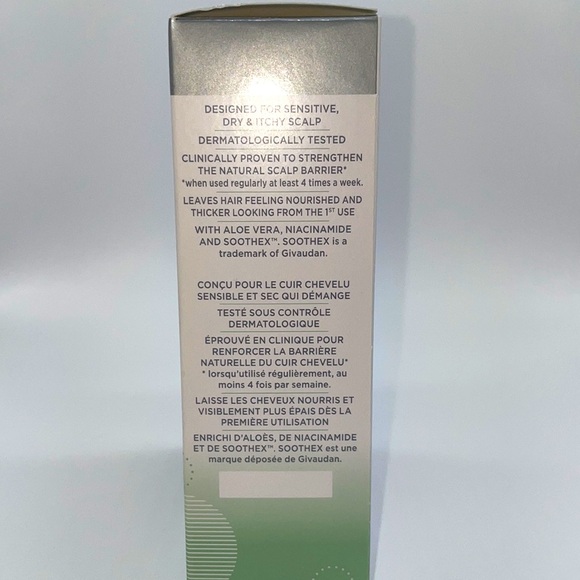 DESIGNED FOR SENSITIVE,
DRY & ITCHY SCALP
DERMATOLOGICALLY TESTED
CLINICALLY PROVEN TO STRENGTHEN
THE NATURAL SCALP BARRIER*
*when used regularly at least 4 times a week.
LEAVES HAIR FEELING NOURISHED AND
THICKER LOOKING FROM THE 1ST USE
WITH ALOE VERA, NIACINAMIDE
AND SOOTHEX™. SOOTHEX is a
trademark of Givaudan.
CONÇU POUR LE CUIR CHEVELU
SENSIBLE ET SEC QUI DÉMANGE
TESTÉ SOUS CONTRÔLE
DERMATOLOGIQUE
ÉPROUVÉ EN CLINIQUE POUR
RENFORCER LA BARRIÈRE
NATURELLE DU CUIR CHEVELU*
* lorsqu'utilisé régulièrement, au
moins 4 fois par semaine.
LAISSE LES CHEVEUX NOURRIS ET
VISIBLEMENT PLUS ÉPAIS DÈS LA
PREMIÈRE UTILISATION
ENRICHI D'ALOÈS, DE NIACINAMIDE
ET DE SOOTHEX™. SOOTHEX est une
marque déposée de Givaudan.